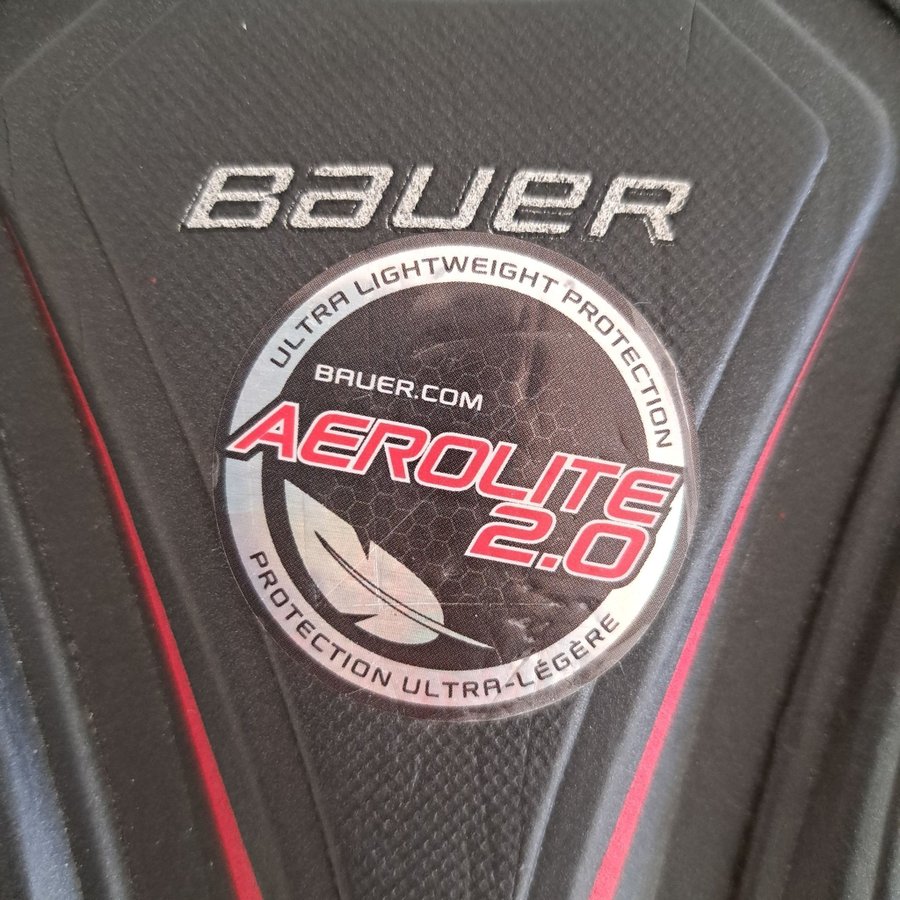 BAUER
ULTRA LIGHTWEIGHT PROTECTION
BAUER.COM
AEROLITE
2.0
PROTECTION ULTRA-LÉGÈRE